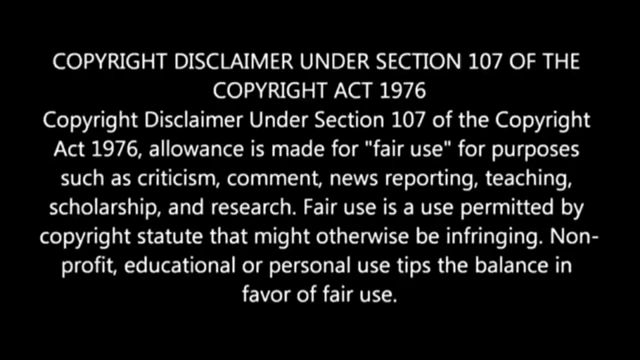 COPYRIGHT DISCLAIMER UNDER SECTION 107 OF THE
COPYRIGHT ACT 1976
Copyright Disclaimer Under Section 107 of the Copyright
Act 1976, allowance is made for "fair use" for purposes
such as criticism, comment, news reporting, teaching,
scholarship, and research. Fair use is a use permitted by
copyright statute that might otherwise be infringing. Non-
profit, educational or personal use tips the balance in
favor of fair use.